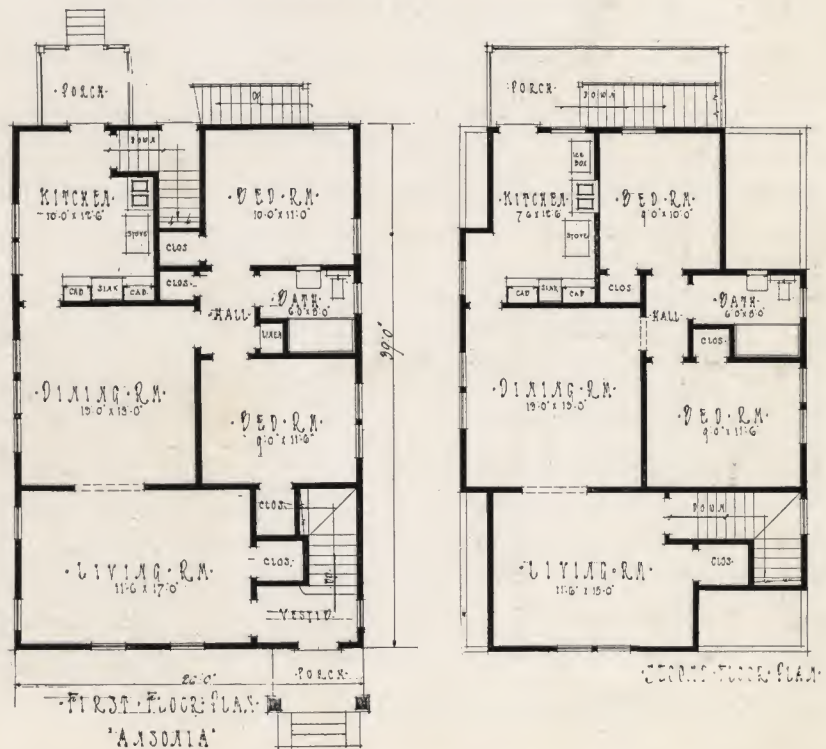 PORCH
UP
DOWN
KITCHEN
10'-0" X 12'-6"
BED RM
10'-0" X 11'-0"
STOVE
CLOS
CLOS.
CAB
SINK
CAB.
HALL
BATH
6'-0" X 8'-0"
LINEN
39'-0"
DINING RM
13'-0" X 13'-0"
BED RM
9'-0" X 11'-6"
CLOS.
LIVING RM
11'-6" X 17'-0"
CLOS.
UP
VESTIB
PORCH
26'-0"
FIRST FLOOR PLAN
"ANSONIA"
PORCH
DOWN
KITCHEN
7'-6" X 12'-6"
ICE
BOX
BED RM
9'-0" X 10'-0"
STOVE
CAB
SINK
CAB.
CLOS.
HALL
BATH
6'-0" X 8'-0"
CLOS.
DINING RM
13'-0" X 13'-0"
BED RM
9'-0" X 11'-6"
DOWN
LIVING RM
11'-6" X 15'-0"
CLOS
SECOND FLOOR PLAN